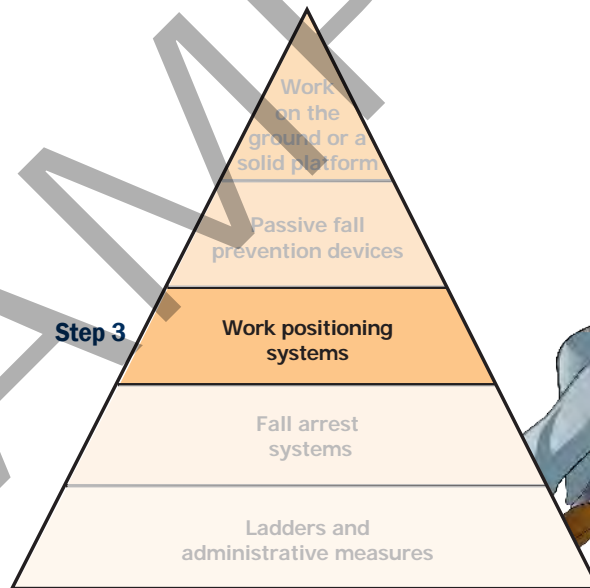 Work
on the
ground or a
solid platform
Passive fall
prevention devices
Step 3
Work positioning
systems
Fall arrest
systems
Ladders and
administrative measures